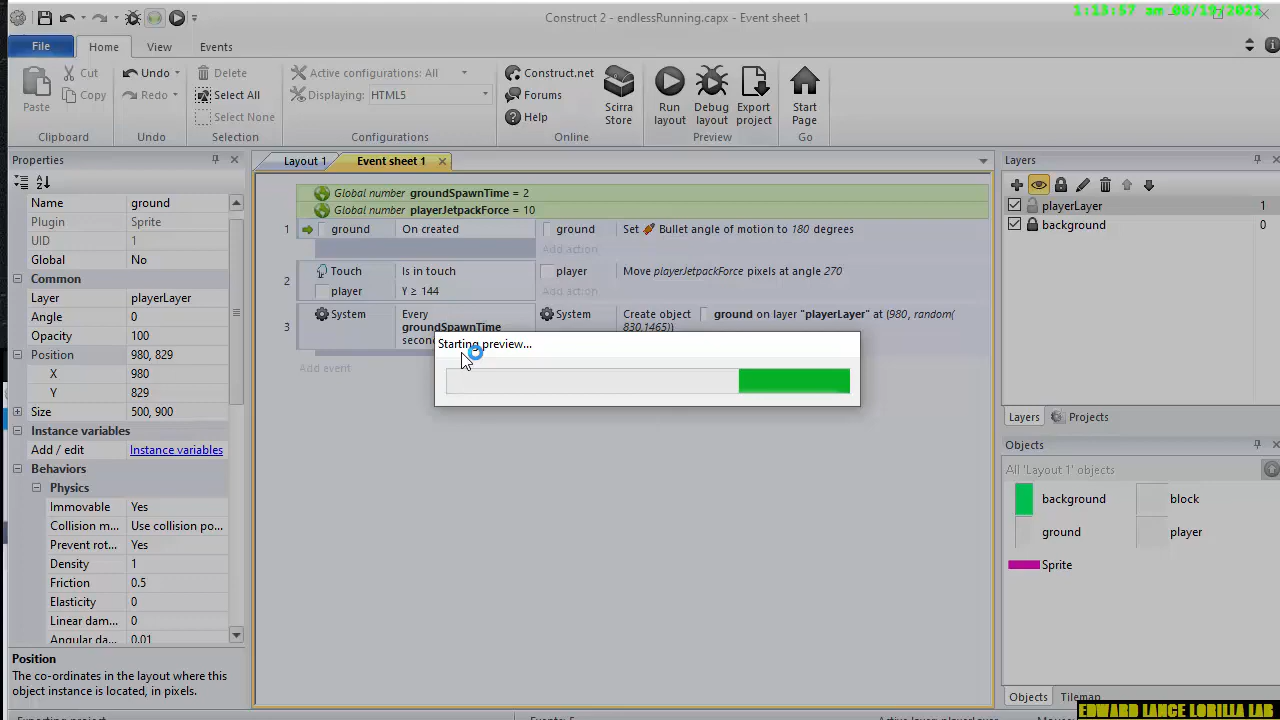 Construct 2 - endlessRunning.capx - Event sheet 1
1:13:57 am 08/19/2021
File
Home
View
Events
Paste
Cut
Copy
Clipboard
Undo
Redo
Undo
Delete
Select All
Select None
Selection
Active configurations: All
Displaying: HTML5
Configurations
Construct.net
Forums
Help
Scirra Store
Online
Run layout
Debug layout
Export project
Preview
Start Page
Go
Properties
Name ground
Plugin Sprite
UID 1
Global No
Common
Layer playerLayer
Angle 0
Opacity 100
Position 980, 829
X 980
Y 829
Size 500, 900
Instance variables
Add / edit Instance variables
Behaviors
Physics
Immovable Yes
Collision m... Use collision po...
Prevent rot... Yes
Density 1
Friction 0.5
Elasticity 0
Linear dam... 0
Angular da... 0.01
Position
The co-ordinates in the layout where this
object instance is located, in pixels.
Layout 1
Event sheet 1
Global number groundSpawnTime = 2
Global number playerJetpackForce = 10
1 ground On created ground Set Bullet angle of motion to 180 degrees
Add action
2 Touch Is in touch player Move playerJetpackForce pixels at angle 270
player Y ≥ 144 Add action
3 System Every System Create object ground on layer "playerLayer" at (980, random(
groundSpawnTime 830,1465))
Add event
Starting preview...
Layers
playerLayer 1
background 0
Layers Projects
Objects
All 'Layout 1' objects
background block
ground player
Sprite
Objects Tilemap
Exporting project
Events: 5
EDWARD LANCE LORILLA LAB